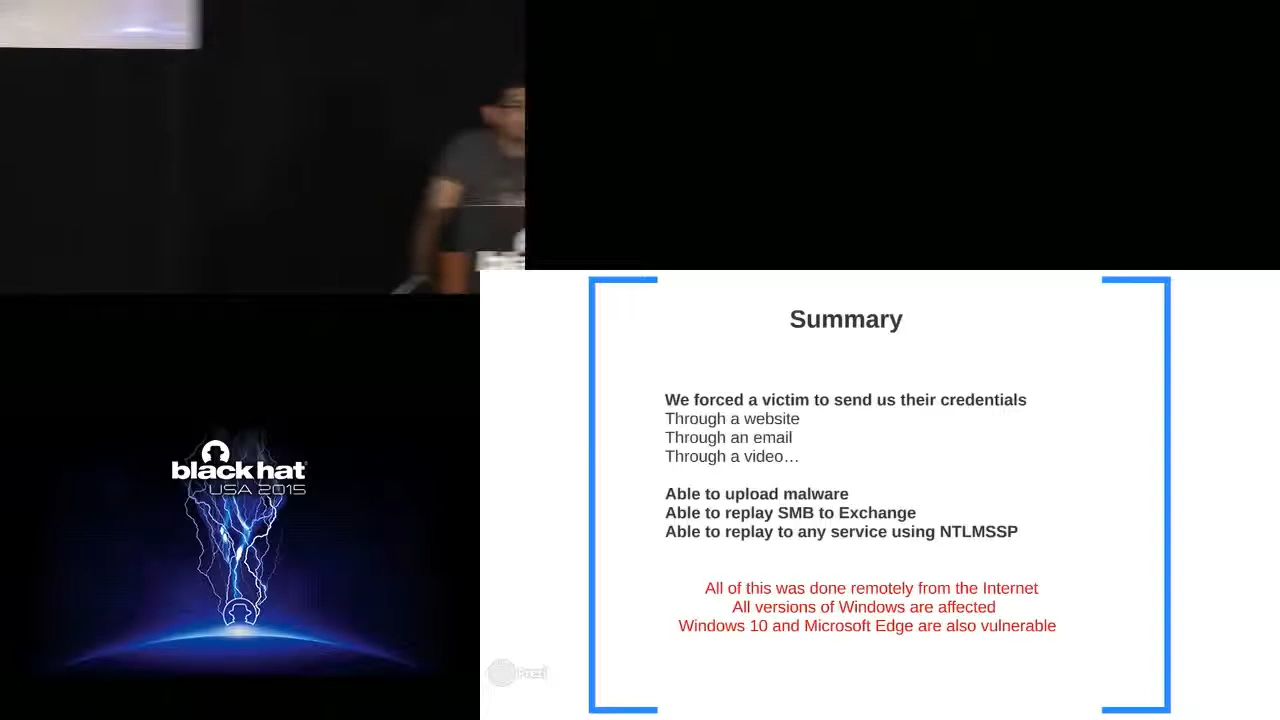 Summary
We forced a victim to send us their credentials
Through a website
Through an email
Through a video…
Able to upload malware
Able to replay SMB to Exchange
Able to replay to any service using NTLMSSP
All of this was done remotely from the Internet
All versions of Windows are affected
Windows 10 and Microsoft Edge are also vulnerable
black hat
USA 2015
Prezi